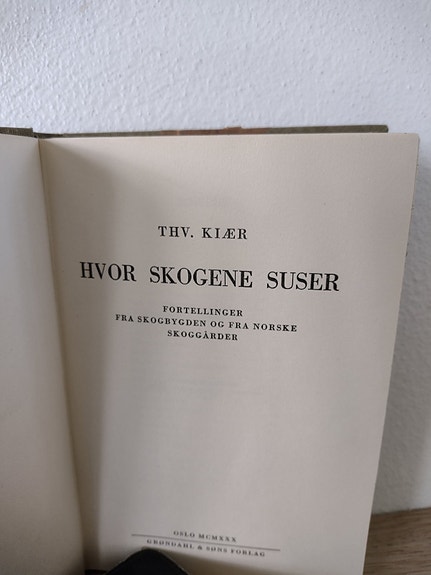 THV. KIÆR
HVOR SKOGENE SUSER
FORTELLINGER
FRA SKOGBYGDEN OG FRA NORSKE
SKOGGÅRDER
OSLO MCMXXX
GRØNDAHL & SØNS FORLAG